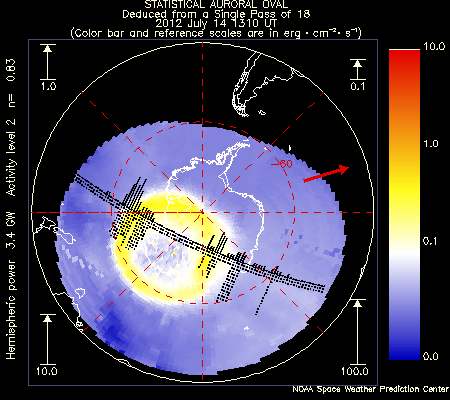 STATISTICAL AURORAL OVAL
Deduced from a Single Pass of 18
2012 July 14 1310 UT
(Color bar and reference scales are in erg·cm⁻²·s⁻¹)
Hemispheric power 3.4 GW Activity level 2 n= 0.83
1.0
0.1
10.0
100.0
-60
10.0
1.0
0.1
0.0
NOAA Space Weather Prediction Center